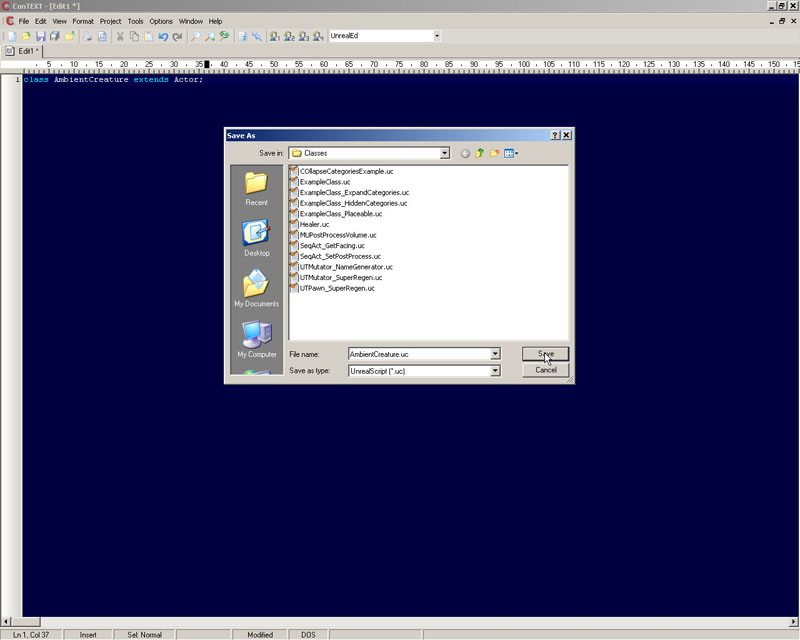 ConTEXT - [Edit1 *]
File Edit View Format Project Tools Options Window Help
UnrealEd
Edit1 *
5 10 15 20 25 30 35 40 45 50 55 60 65 70 75 80 85 90 95 100 105 110 115 120 125 130 135 140 145 150 15
1 class AmbientCreature extends Actor;
Save As
Save in: Classes
Recent
Desktop
My Documents
My Computer
COllapseCategoriesExample.uc
ExampleClass.uc
ExampleClass_ExpandCategories.uc
ExampleClass_HiddenCategories.uc
ExampleClass_Placeable.uc
Healer.uc
MUPostProcessVolume.uc
SeqAct_GetFacing.uc
SeqAct_SetPostProcess.uc
UTMutator_NameGenerator.uc
UTMutator_SuperRegen.uc
UTPawn_SuperRegen.uc
File name: AmbientCreature.uc Save
Save as type: UnrealScript (*.uc) Cancel
Ln 1, Col 37 Insert Sel: Normal Modified DOS